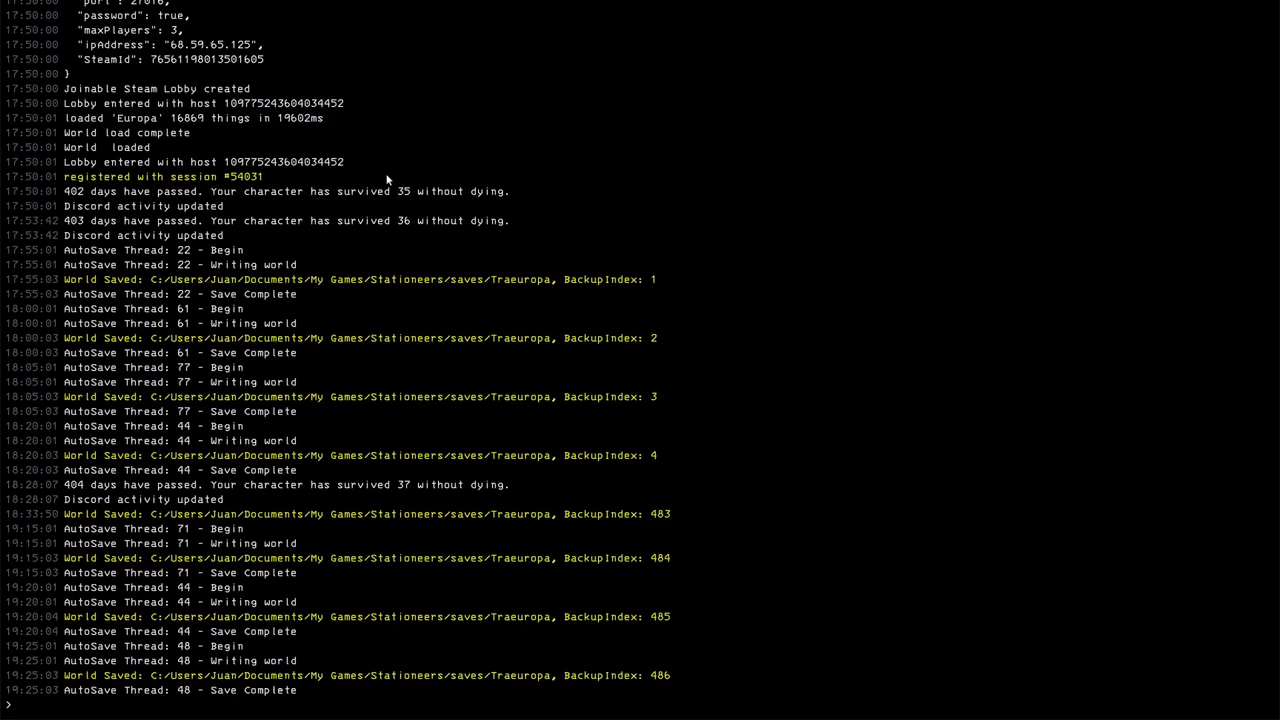 17:50:00 "port": 27016,
17:50:00 "password": true,
17:50:00 "maxPlayers": 3,
17:50:00 "ipAddress": "68.59.65.125",
17:50:00 "SteamId": 76561198013501605
17:50:00 }
17:50:00 Joinable Steam Lobby created
17:50:00 Lobby entered with host 109775243604034452
17:50:01 loaded 'Europa' 16869 things in 19602ms
17:50:01 World load complete
17:50:01 World  loaded
17:50:01 Lobby entered with host 109775243604034452
17:50:01 registered with session #54031
17:50:01 402 days have passed. Your character has survived 35 without dying.
17:50:01 Discord activity updated
17:53:42 403 days have passed. Your character has survived 36 without dying.
17:53:42 Discord activity updated
17:55:01 AutoSave Thread: 22 - Begin
17:55:01 AutoSave Thread: 22 - Writing world
17:55:03 World Saved: C:/Users/Juan/Documents/My Games/Stationeers/saves/Traeuropa, BackupIndex: 1
17:55:03 AutoSave Thread: 22 - Save Complete
18:00:01 AutoSave Thread: 61 - Begin
18:00:01 AutoSave Thread: 61 - Writing world
18:00:03 World Saved: C:/Users/Juan/Documents/My Games/Stationeers/saves/Traeuropa, BackupIndex: 2
18:00:03 AutoSave Thread: 61 - Save Complete
18:05:01 AutoSave Thread: 77 - Begin
18:05:01 AutoSave Thread: 77 - Writing world
18:05:03 World Saved: C:/Users/Juan/Documents/My Games/Stationeers/saves/Traeuropa, BackupIndex: 3
18:05:03 AutoSave Thread: 77 - Save Complete
18:20:01 AutoSave Thread: 44 - Begin
18:20:01 AutoSave Thread: 44 - Writing world
18:20:03 World Saved: C:/Users/Juan/Documents/My Games/Stationeers/saves/Traeuropa, BackupIndex: 4
18:20:03 AutoSave Thread: 44 - Save Complete
18:28:07 404 days have passed. Your character has survived 37 without dying.
18:28:07 Discord activity updated
18:33:50 World Saved: C:/Users/Juan/Documents/My Games/Stationeers/saves/Traeuropa, BackupIndex: 483
19:15:01 AutoSave Thread: 71 - Begin
19:15:01 AutoSave Thread: 71 - Writing world
19:15:03 World Saved: C:/Users/Juan/Documents/My Games/Stationeers/saves/Traeuropa, BackupIndex: 484
19:15:03 AutoSave Thread: 71 - Save Complete
19:20:01 AutoSave Thread: 44 - Begin
19:20:01 AutoSave Thread: 44 - Writing world
19:20:04 World Saved: C:/Users/Juan/Documents/My Games/Stationeers/saves/Traeuropa, BackupIndex: 485
19:20:04 AutoSave Thread: 44 - Save Complete
19:25:01 AutoSave Thread: 48 - Begin
19:25:01 AutoSave Thread: 48 - Writing world
19:25:03 World Saved: C:/Users/Juan/Documents/My Games/Stationeers/saves/Traeuropa, BackupIndex: 486
19:25:03 AutoSave Thread: 48 - Save Complete
>